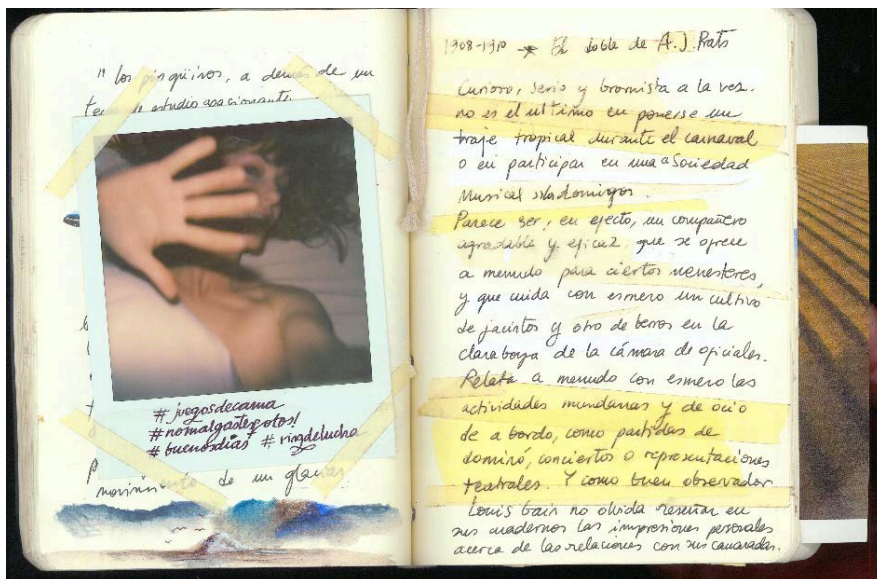 "los pingüinos, a demás de un
tema de estudio apasionante,
# juegosdecama
# nomalgastesfotos!
# buenosdias # ringdelucha
movimiento de un glaciar
1908-1910 → El doble de A.J. Prats
Curioso, serio y bromista a la vez.
no es el ultimo en ponerse un
traje tropical durante el carnaval
o en participar en una "Sociedad
Musical
Parece ser, en efecto, un compañero
agradable y eficaz que se ofrece
a menudo para ciertos menesteres,
y que cuida con esmero un cultivo
de jacintos y otro de berros en la
claraboya de la cámara de oficiales.
Relata a menudo con esmero las
actividades mundanas y de ocio
de a bordo, como partidas de
dominó, conciertos o representaciones
teatrales. Y como buen observador
Louis Gain no olvida reseñar en
sus cuadernos las impresiones personales
acerca de las relaciones con sus camaradas.